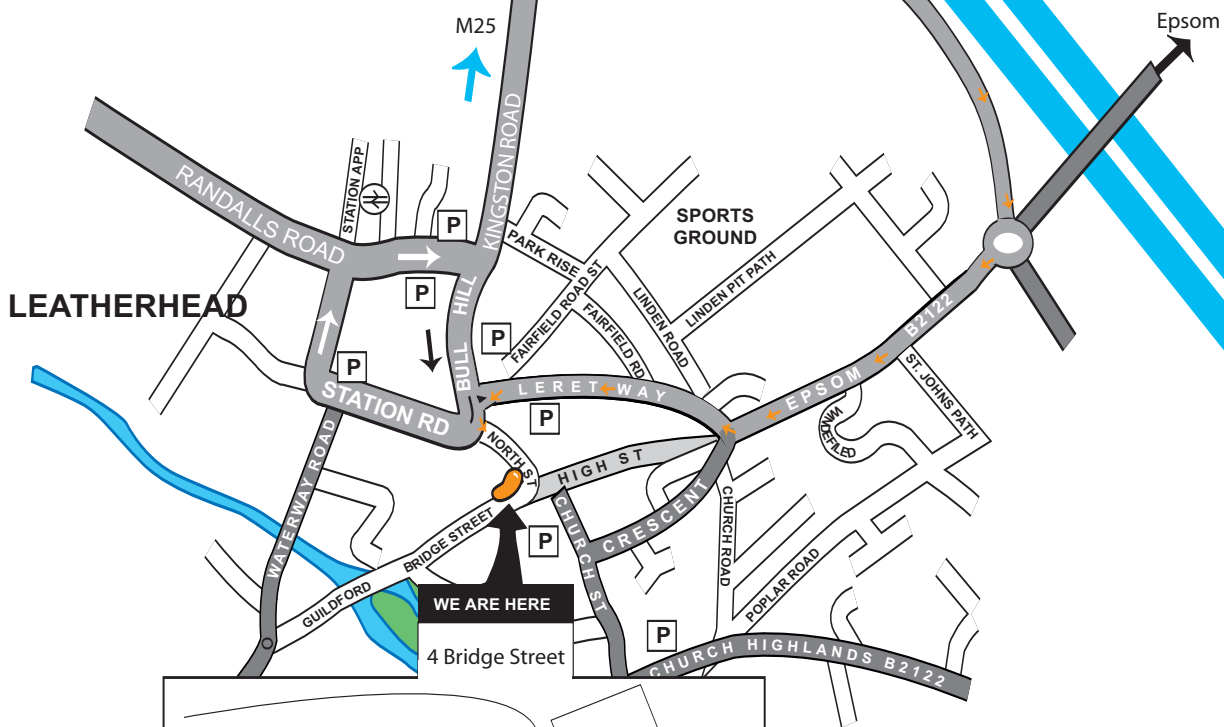 Epsom
M25
KINGSTON ROAD
RANDALLS ROAD
STATION APP
P
SPORTS
GROUND
PARK RISE
LINDEN PIT PATH
P
LEATHERHEAD
FAIRFIELD ROAD ST
LINDEN ROAD
FAIRFIELD RD
BULL HILL
P
B2122
EPSOM
P
STATION RD
LERET WAY
ST. JOHNS PATH
WINDEFILED
P
NORTH ST
HIGH ST
WATERWAY ROAD
CHURCH ST
CRESCENT
CHURCH ROAD
BRIDGE STREET
P
GUILDFORD
POPLAR ROAD
WE ARE HERE
P
4 Bridge Street
CHURCH HIGHLANDS B2122